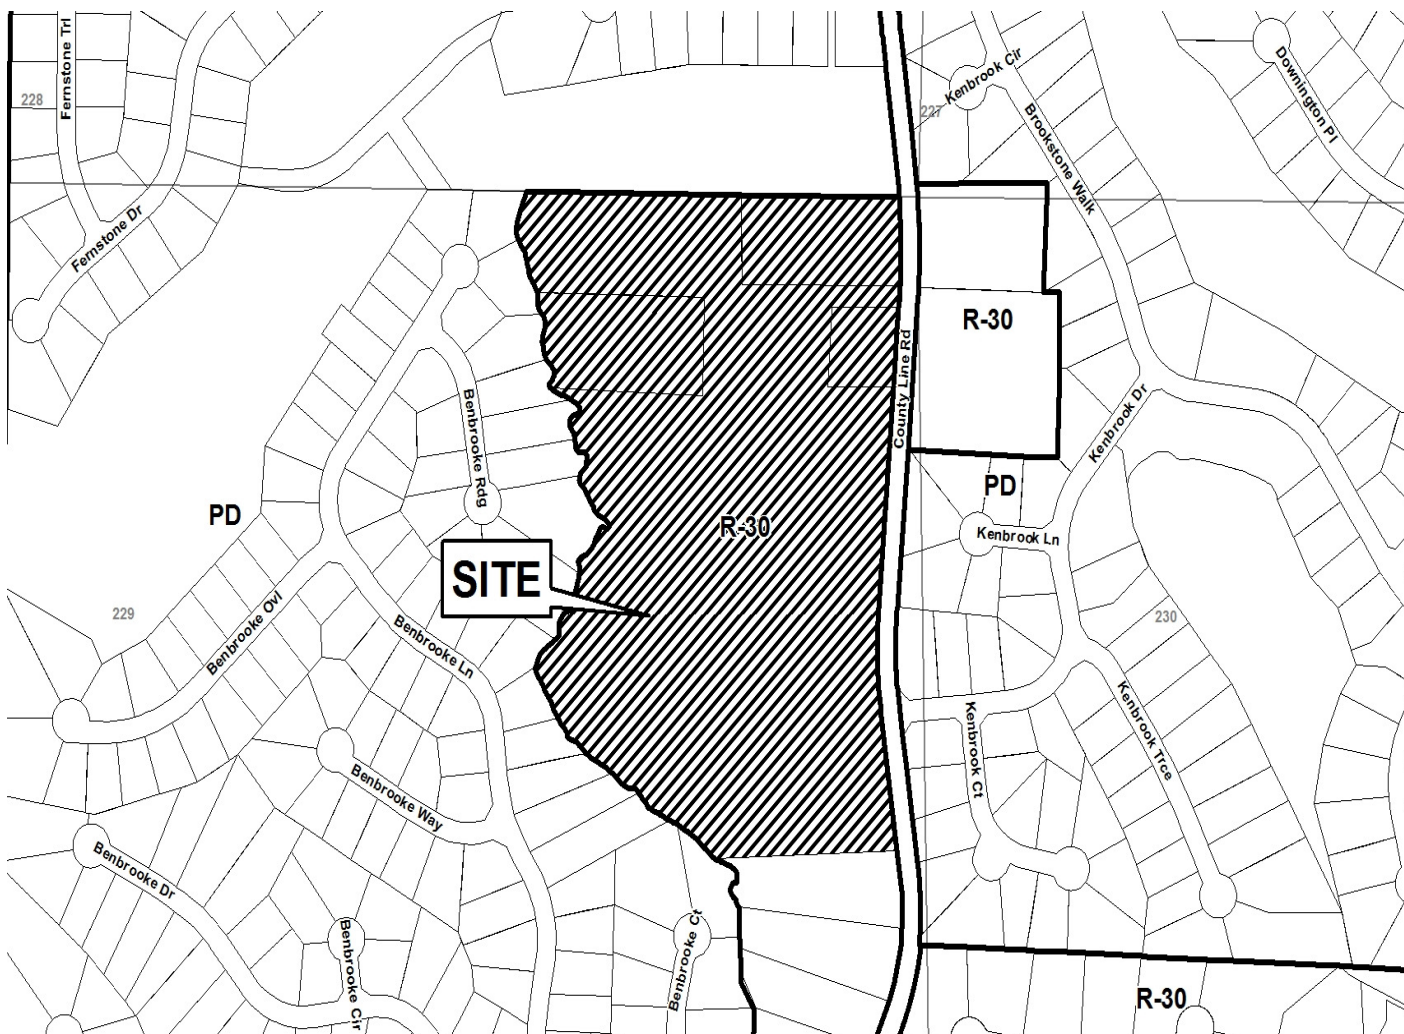 Fernstone Trl
228
Kenbrook Cir
Downington Pl
227
Brookstone Walk
Fernstone Dr
R-30
County Line Rd
Kenbrook Dr
Benbrooke Rdg
PD
PD
R-30
Kenbrook Ln
SITE
229
230
Benbrooke Ovl
Benbrooke Ln
Kenbrook Ct
Kenbrook Trce
Benbrooke Way
Benbrooke Dr
Benbrooke Cir
Benbrooke Ct
R-30